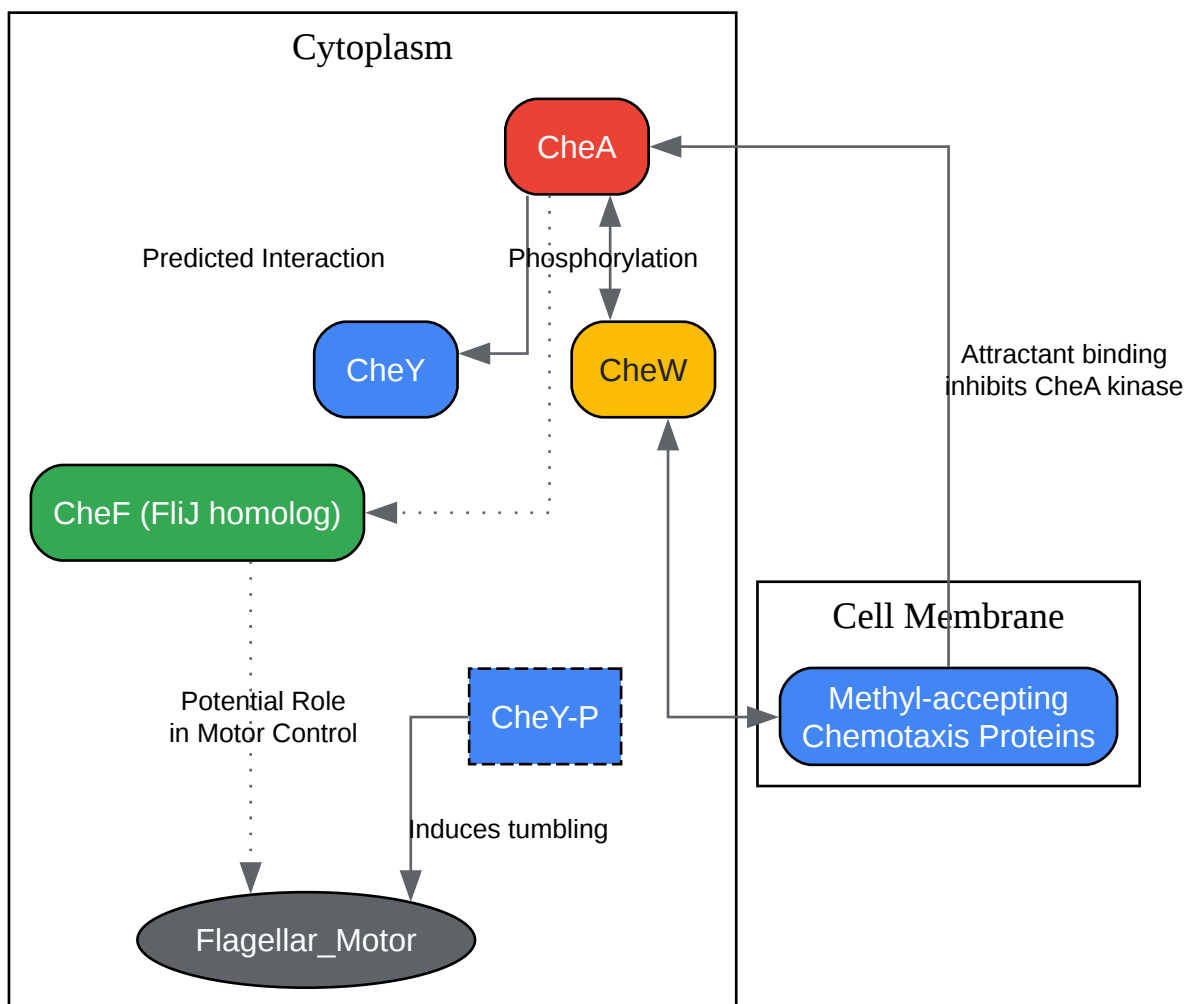 Cytoplasm
CheA
Predicted Interaction
Phosphorylation
CheY
CheW
Attractant binding
inhibits CheA kinase
CheF (FliJ homolog)
Cell Membrane
Methyl-accepting
Chemotaxis Proteins
Potential Role
in Motor Control
CheY-P
Induces tumbling
Flagellar_Motor